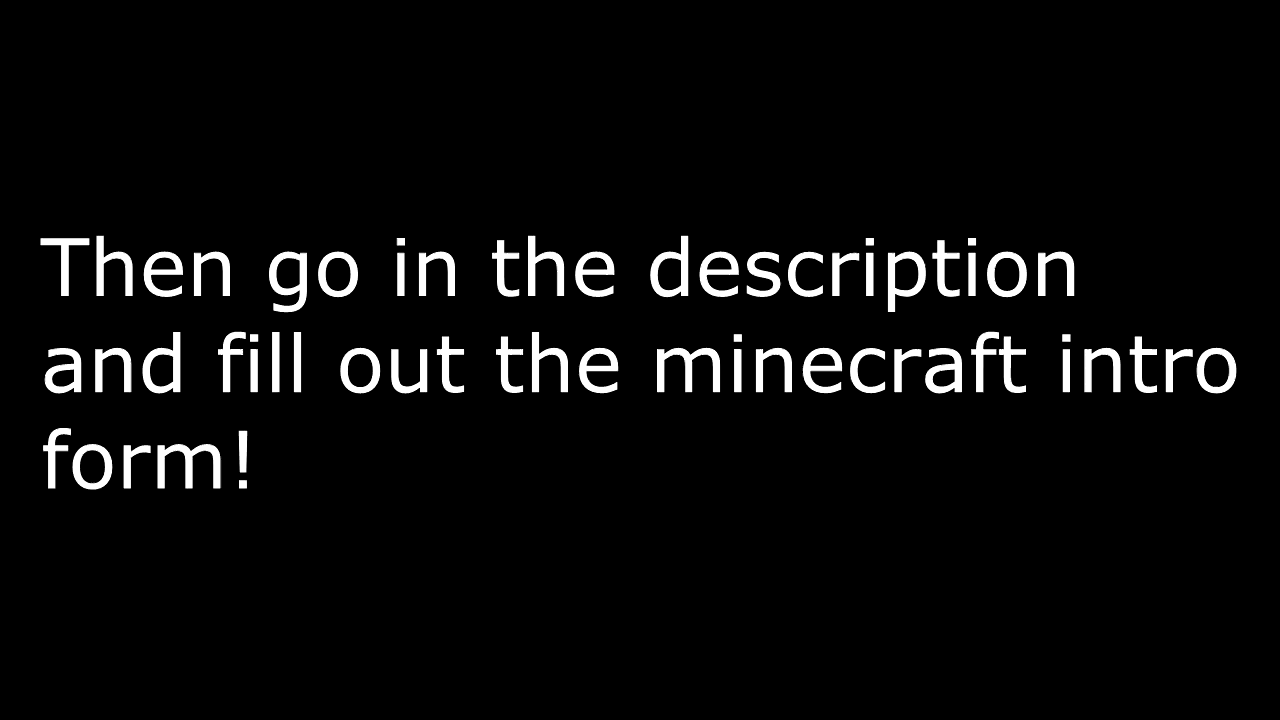 Then go in the description
and fill out the minecraft intro
form!